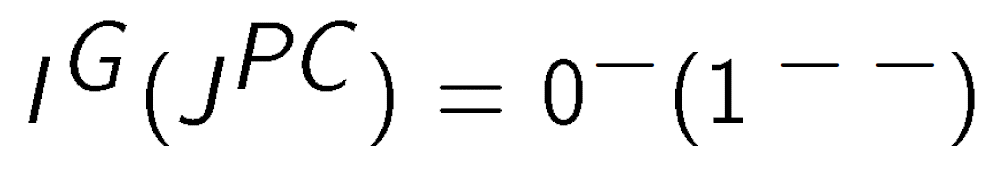 I^G(J^{PC}) = 0^−(1^{− −})